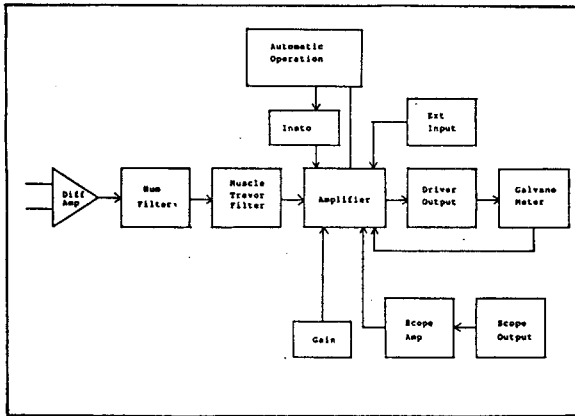 Automatic
Operation
Insto
Ext
Input
Diff
Amp
Hum
Filter
Muscle
Trevor
Filter
Amplifier
Driver
Output
Galvano
Meter
Gain
Scope
Amp
Scope
Output